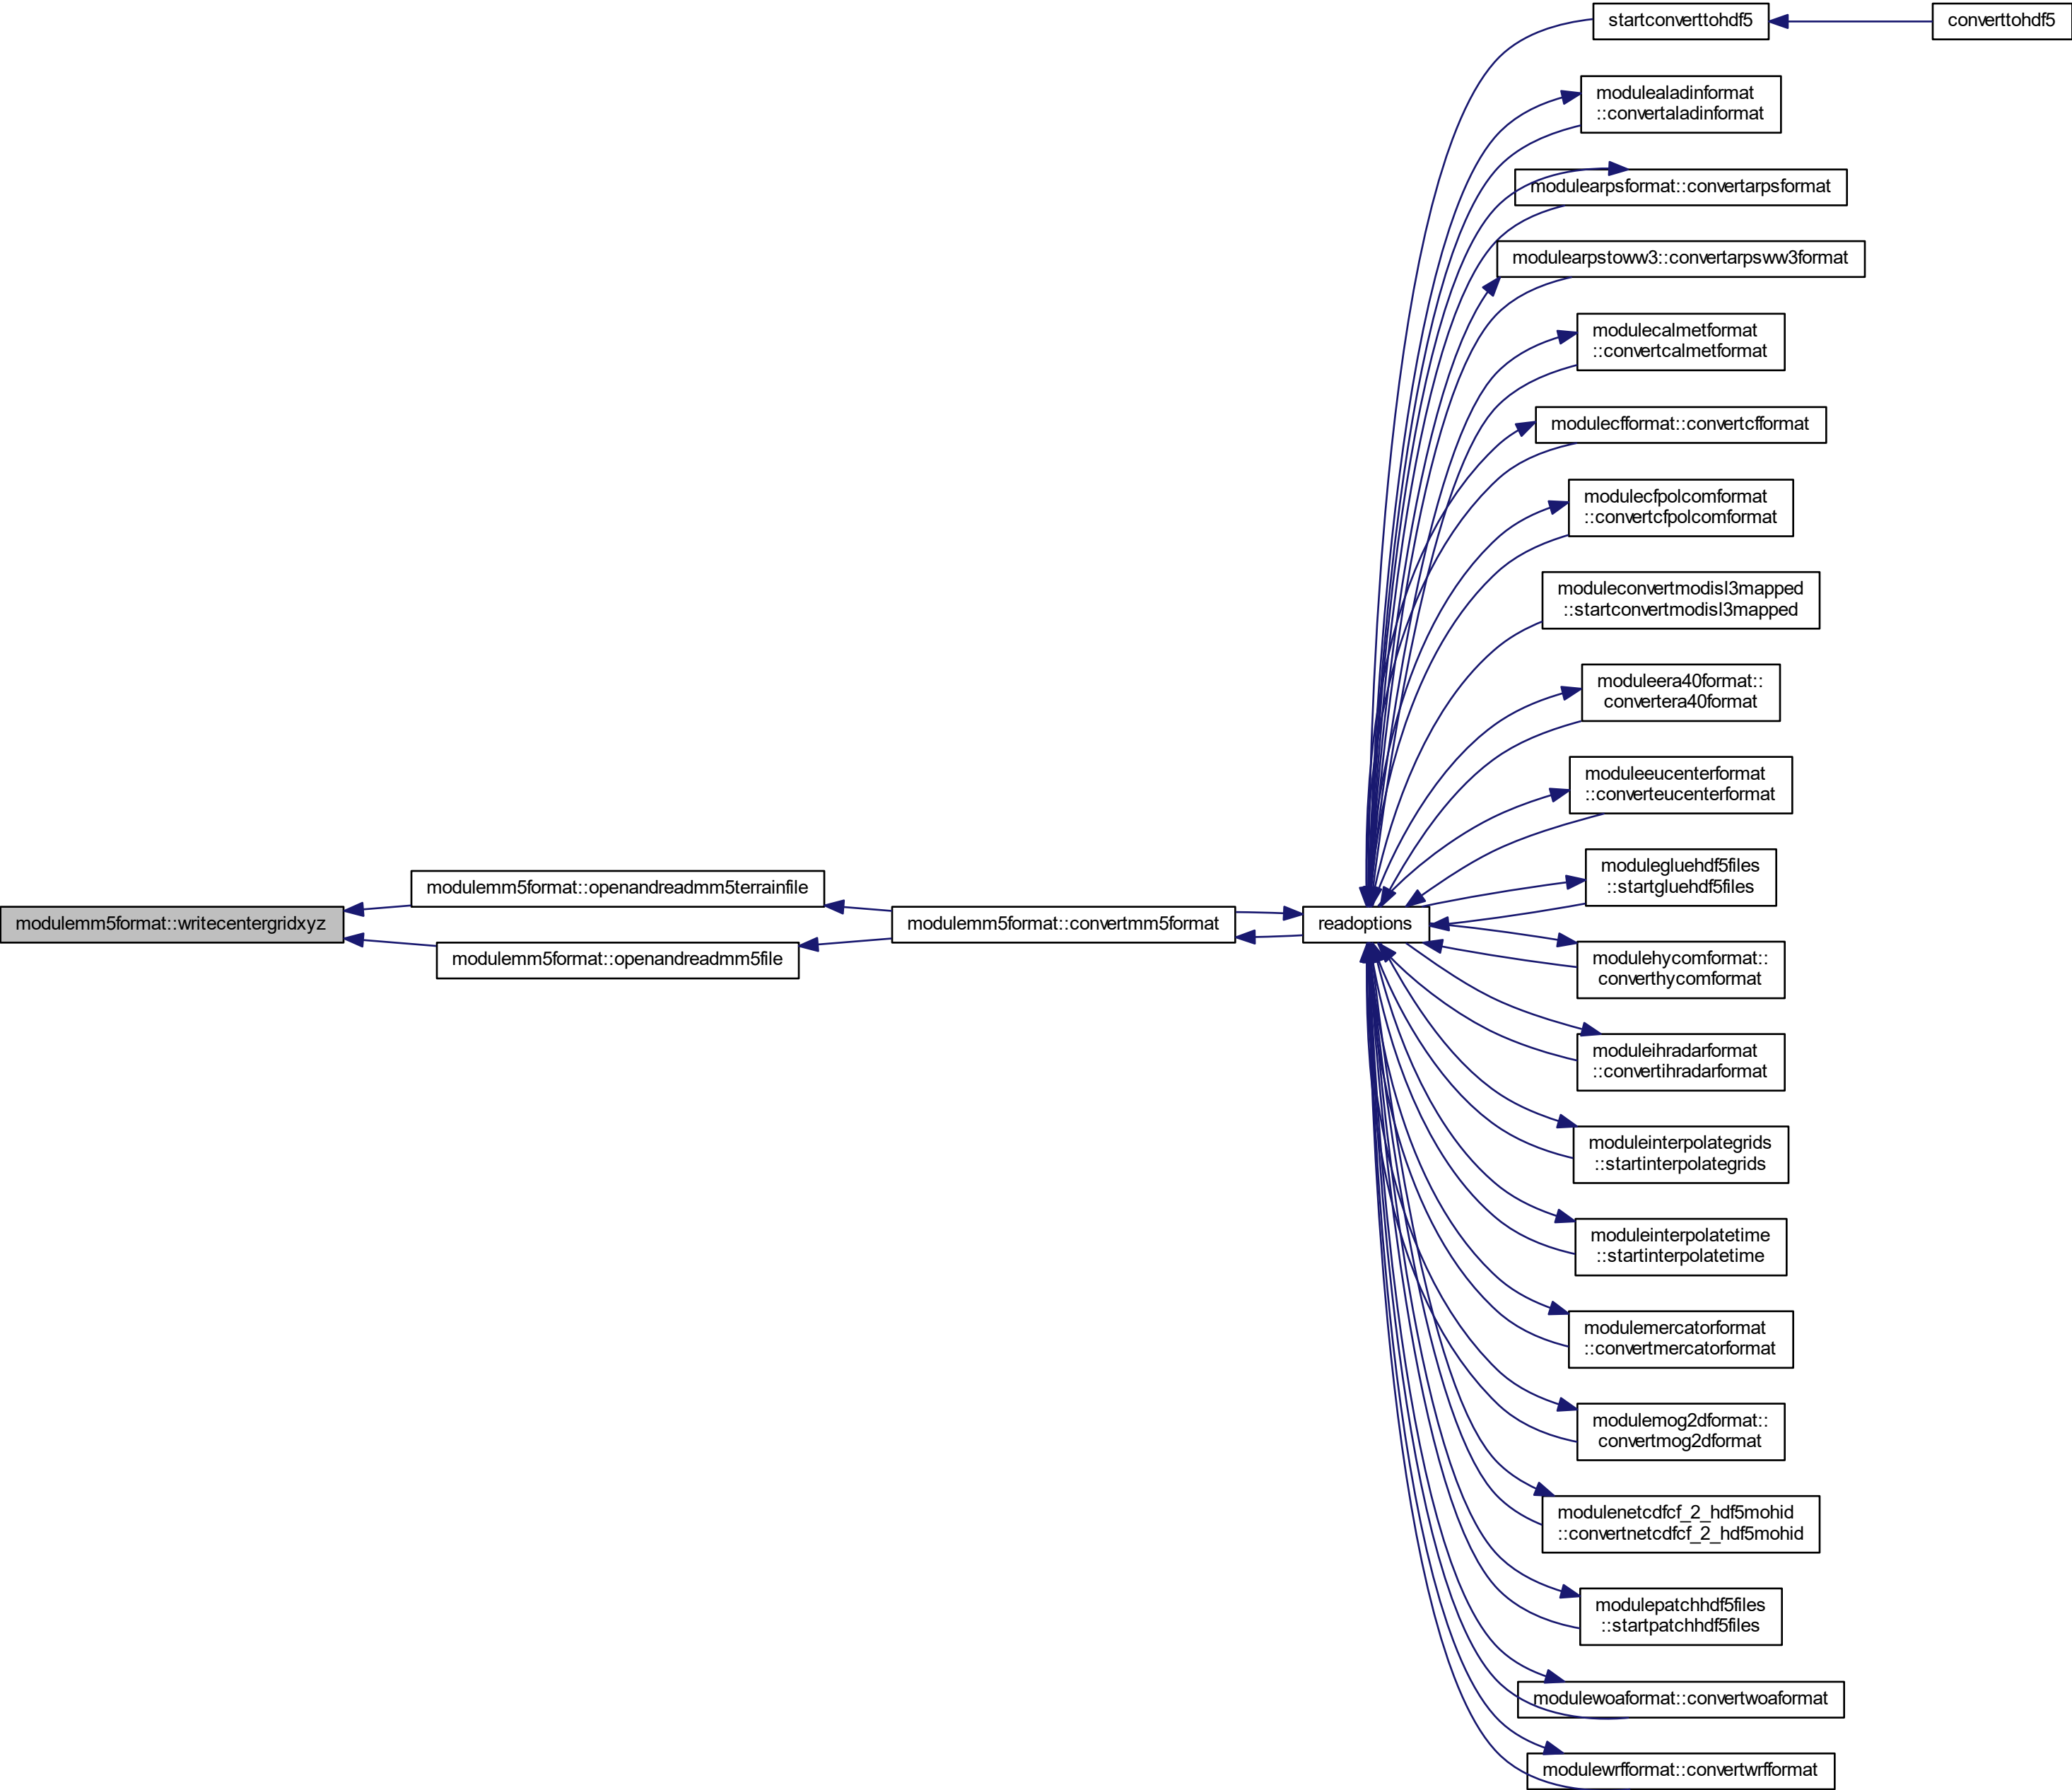 startconverttohdf5
converttohdf5
modulealadinformat
::convertaladinformat
modulearpsformat::convertarpsformat
modulearpstoww3::convertarpsww3format
modulecalmetformat
::convertcalmetformat
modulecfformat::convertcfformat
modulecfpolcomformat
::convertcfpolcomformat
moduleconvertmodisl3mapped
::startconvertmodisl3mapped
moduleera40format::
convertera40format
moduleeucenterformat
::converteucenterformat
modulegluehdf5files
::startgluehdf5files
modulemm5format::openandreadmm5terrainfile
modulemm5format::writecentergridxyz
modulemm5format::convertmm5format
readoptions
modulemm5format::openandreadmm5file
modulehycomformat::
converthycomformat
moduleihradarformat
::convertihradarformat
moduleinterpolategrids
::startinterpolategrids
moduleinterpolatetime
::startinterpolatetime
modulemercatorformat
::convertmercatorformat
modulemog2dformat::
convertmog2dformat
modulenetcdfcf_2_hdf5mohid
::convertnetcdfcf_2_hdf5mohid
modulepatchhdf5files
::startpatchhdf5files
modulewoaformat::convertwoaformat
modulewrfformat::convertwrfformat